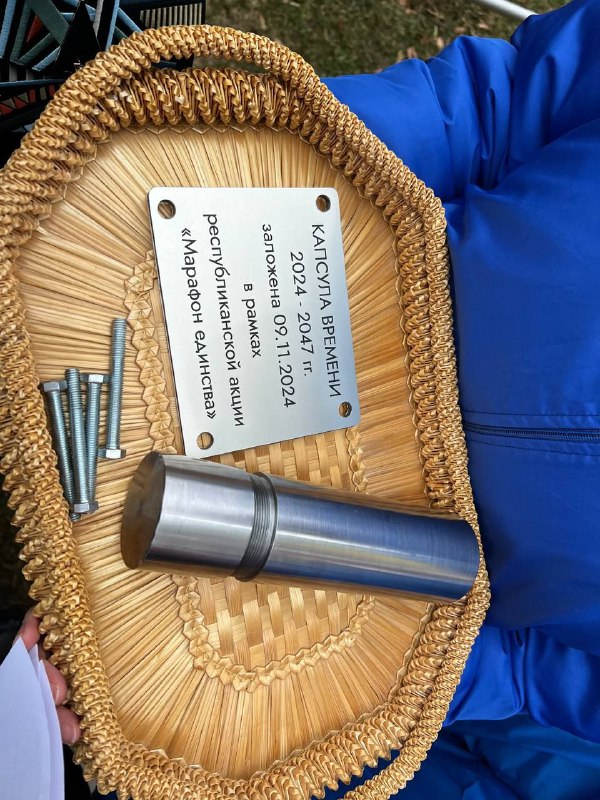 КАПСУЛА ВРЕМЕНИ
2024 - 2047 гг.
заложена 09.11.2024
в рамках
республиканской акции
«Марафон единства»